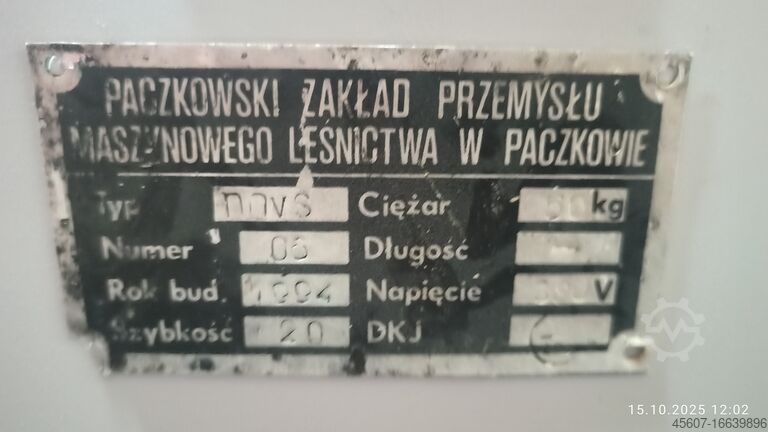 PACZKOWSKI ZAKŁAD PRZEMYSŁU
MASZYNOWEGO LEŚNICTWA W PACZKOWIE
Typ Ciężar kg
Numer 05 Długość -
Rok bud. 1994 Napięcie V
Szybkość 20 DKJ -
15.10.2025 12:02
45607-16639896